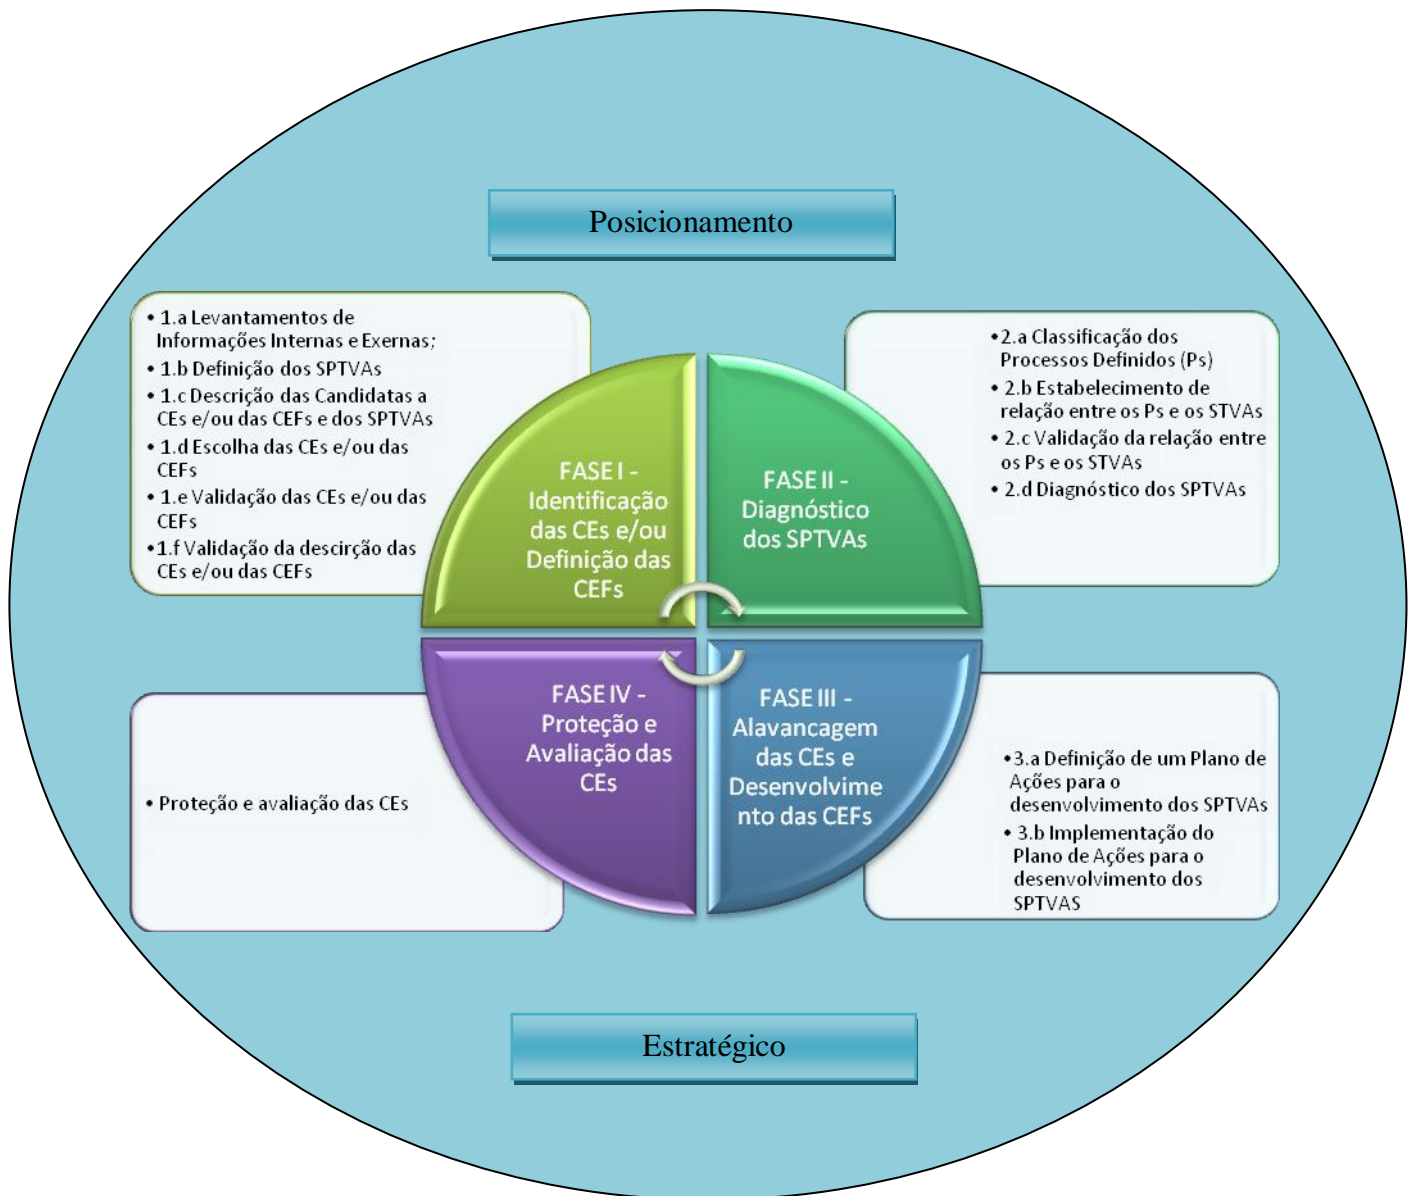 Posicionamento
• 1.a Levantamentos de
Informações Internas e Exernas;
• 1.b Definição dos SPTVAs
• 1.c Descrição das Candidatas a
CEs e/ou das CEFs e dos SPTVAs
• 1.d Escolha das CEs e/ou das
CEFs
• 1.e Validação das CEs e/ou das
CEFs
• 1.f Validação da descirção das
CEs e/ou das CEFs
FASE I -
Identificação
das CEs e/ou
Definição das
CEFs
FASE II -
Diagnóstico
dos SPTVAs
• 2.a Classificação dos
Processos Definidos (Ps)
• 2.b Estabelecimento de
relação entre os Ps e os STVAs
• 2.c Validação da relação entre
os Ps e os STVAs
• 2.d Diagnóstico dos SPTVAs
• Proteção e avaliação das CEs
FASE IV -
Proteção e
Avaliação das
CEs
FASE III -
Alavancagem
das CEs e
Desenvolvime
nto das CEFs
• 3.a Definição de um Plano de
Ações para o
desenvolvimento dos SPTVAs
• 3.b Implementação do
Plano de Ações para o
desenvolvimento dos
SPTVAS
Estratégico